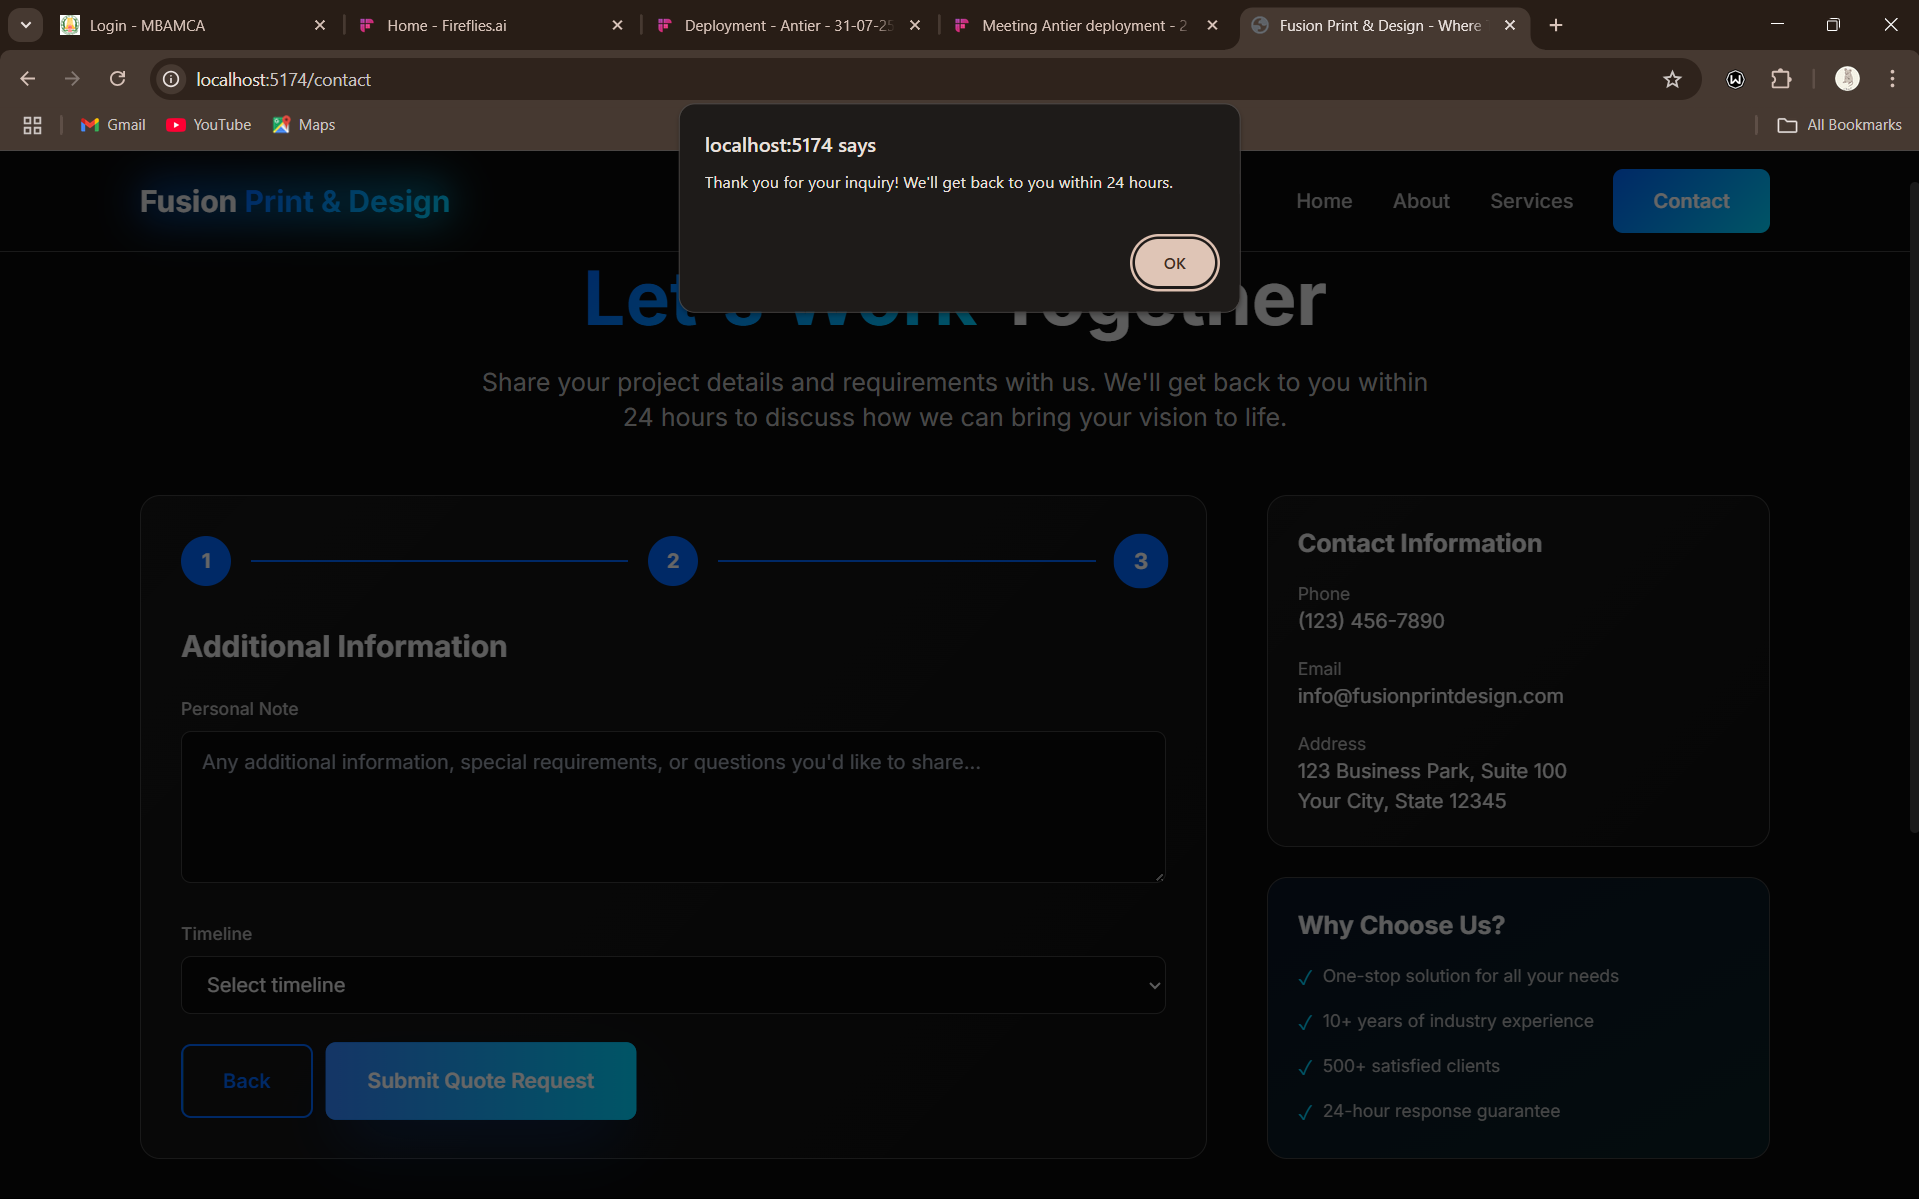 Login - MBAMCA
Home - Fireflies.ai
Deployment - Antier - 31-07-25
Meeting Antier deployment - 2
Fusion Print & Design - Where
localhost:5174/contact
Gmail
YouTube
Maps
All Bookmarks
localhost:5174 says
Thank you for your inquiry! We'll get back to you within 24 hours.
OK
Fusion Print & Design
Home
About
Services
Contact
Let's Work Together
Share your project details and requirements with us. We'll get back to you within
24 hours to discuss how we can bring your vision to life.
1
2
3
Additional Information
Personal Note
Any additional information, special requirements, or questions you'd like to share...
Timeline
Select timeline
Back
Submit Quote Request
Contact Information
Phone
(123) 456-7890
Email
info@fusionprintdesign.com
Address
123 Business Park, Suite 100
Your City, State 12345
Why Choose Us?
✓ One-stop solution for all your needs
✓ 10+ years of industry experience
✓ 500+ satisfied clients
✓ 24-hour response guarantee